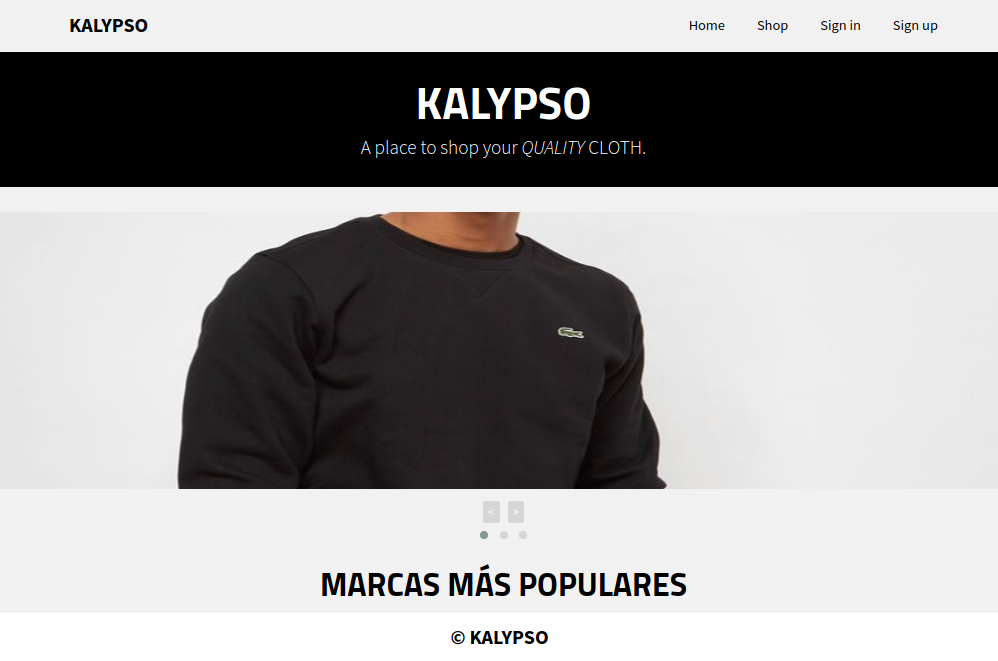 KALYPSO
Home Shop Sign in Sign up
KALYPSO
A place to shop your QUALITY CLOTH.
< >
MARCAS MÁS POPULARES
© KALYPSO